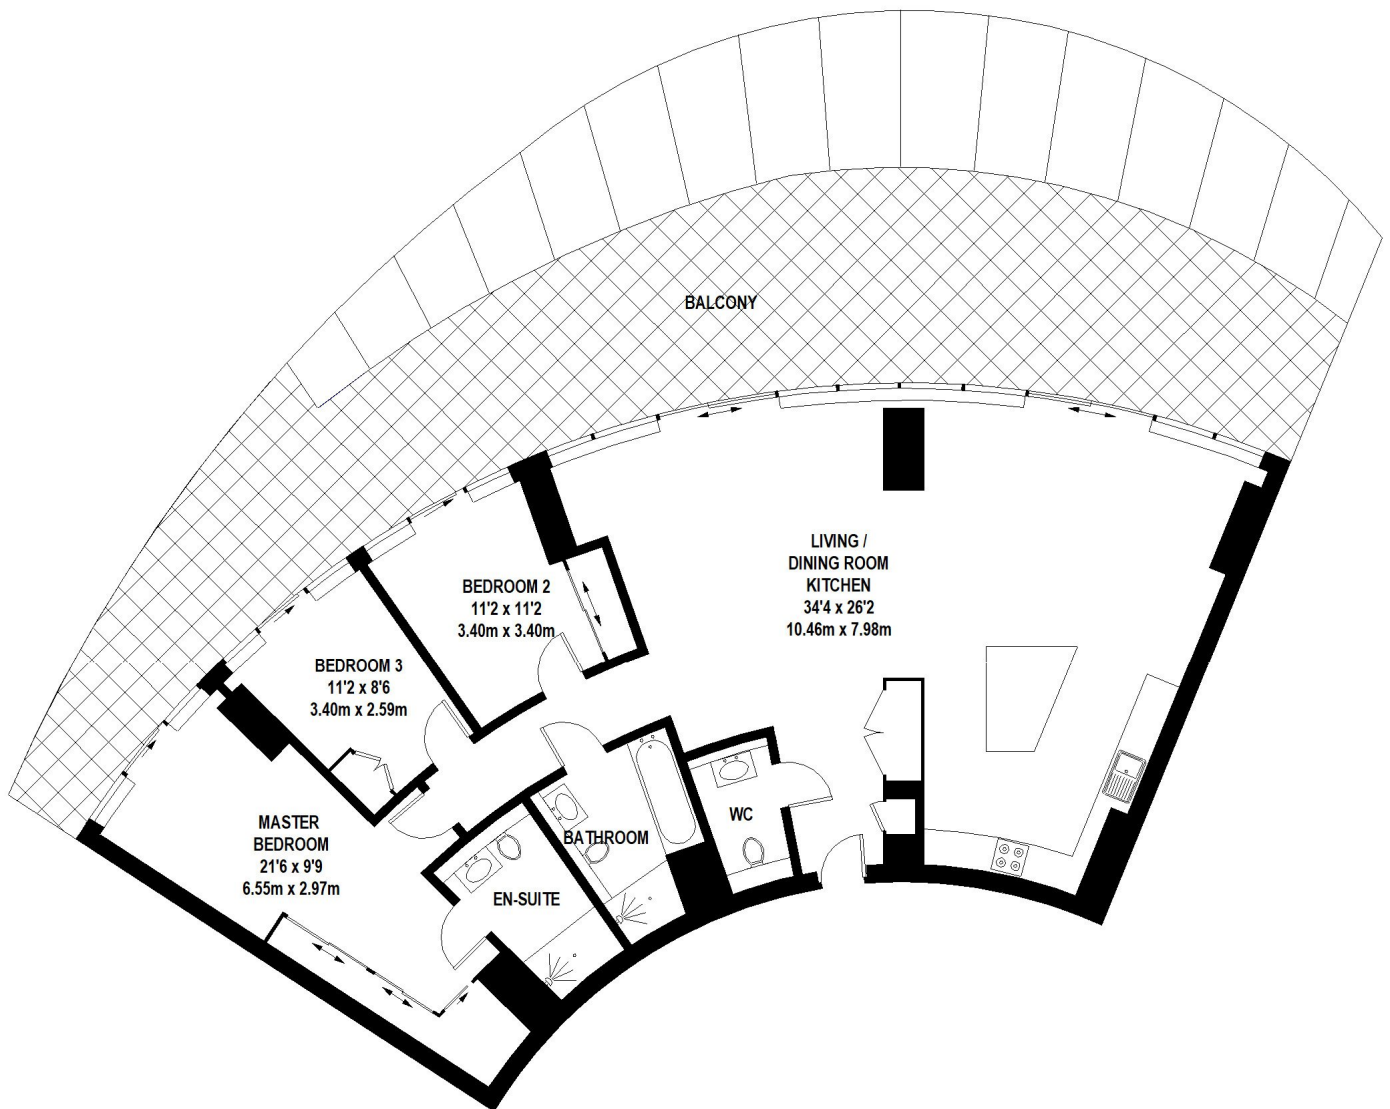 BALCONY
LIVING /
DINING ROOM
KITCHEN
34'4 x 26'2
10.46m x 7.98m
BEDROOM 2
11'2 x 11'2
3.40m x 3.40m
BEDROOM 3
11'2 x 8'6
3.40m x 2.59m
MASTER
BEDROOM
21'6 x 9'9
6.55m x 2.97m
BATHROOM
WC
EN-SUITE